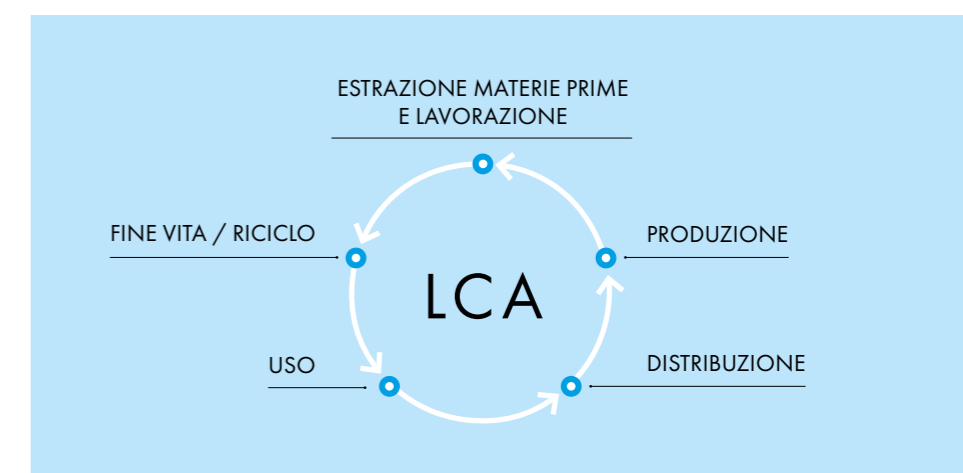 ESTRAZIONE MATERIE PRIME
E LAVORAZIONE
FINE VITA / RICICLO
PRODUZIONE
LCA
USO
DISTRIBUZIONE